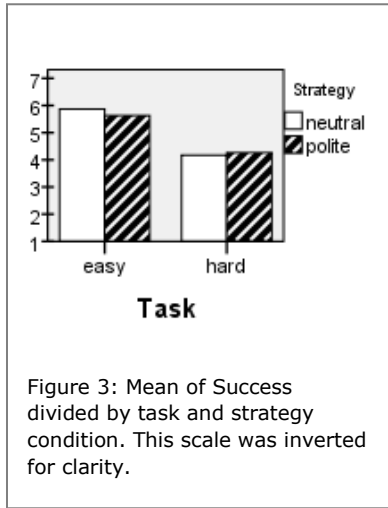 7
6
5
4
3
2
1
Strategy
neutral
polite
easy hard
Task
Figure 3: Mean of Success
divided by task and strategy
condition. This scale was inverted
for clarity.